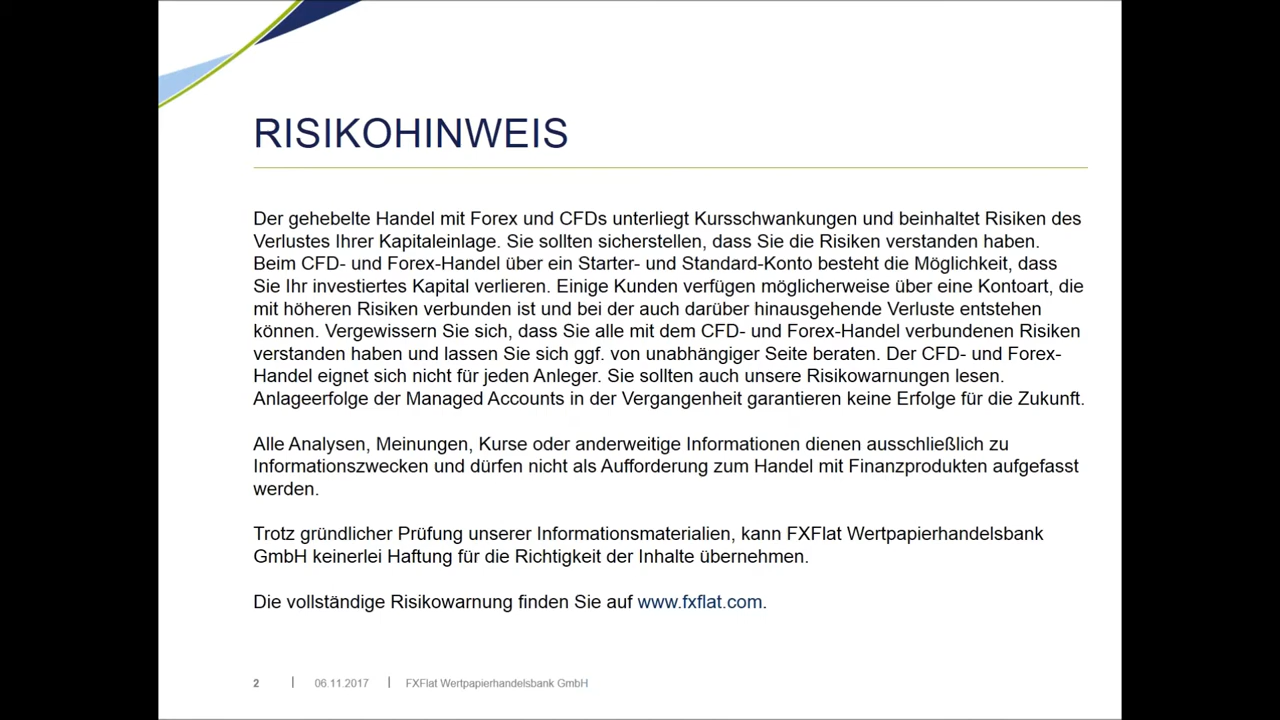 RISIKOHINWEIS
Der gehebelte Handel mit Forex und CFDs unterliegt Kursschwankungen und beinhaltet Risiken des
Verlustes Ihrer Kapitaleinlage. Sie sollten sicherstellen, dass Sie die Risiken verstanden haben.
Beim CFD- und Forex-Handel über ein Starter- und Standard-Konto besteht die Möglichkeit, dass
Sie Ihr investiertes Kapital verlieren. Einige Kunden verfügen möglicherweise über eine Kontoart, die
mit höheren Risiken verbunden ist und bei der auch darüber hinausgehende Verluste entstehen
können. Vergewissern Sie sich, dass Sie alle mit dem CFD- und Forex-Handel verbundenen Risiken
verstanden haben und lassen Sie sich ggf. von unabhängiger Seite beraten. Der CFD- und Forex-
Handel eignet sich nicht für jeden Anleger. Sie sollten auch unsere Risikowarnungen lesen.
Anlageerfolge der Managed Accounts in der Vergangenheit garantieren keine Erfolge für die Zukunft.
Alle Analysen, Meinungen, Kurse oder anderweitige Informationen dienen ausschließlich zu
Informationszwecken und dürfen nicht als Aufforderung zum Handel mit Finanzprodukten aufgefasst
werden.
Trotz gründlicher Prüfung unserer Informationsmaterialien, kann FXFlat Wertpapierhandelsbank
GmbH keinerlei Haftung für die Richtigkeit der Inhalte übernehmen.
Die vollständige Risikowarnung finden Sie auf www.fxflat.com.
2 | 06.11.2017 | FXFlat Wertpapierhandelsbank GmbH